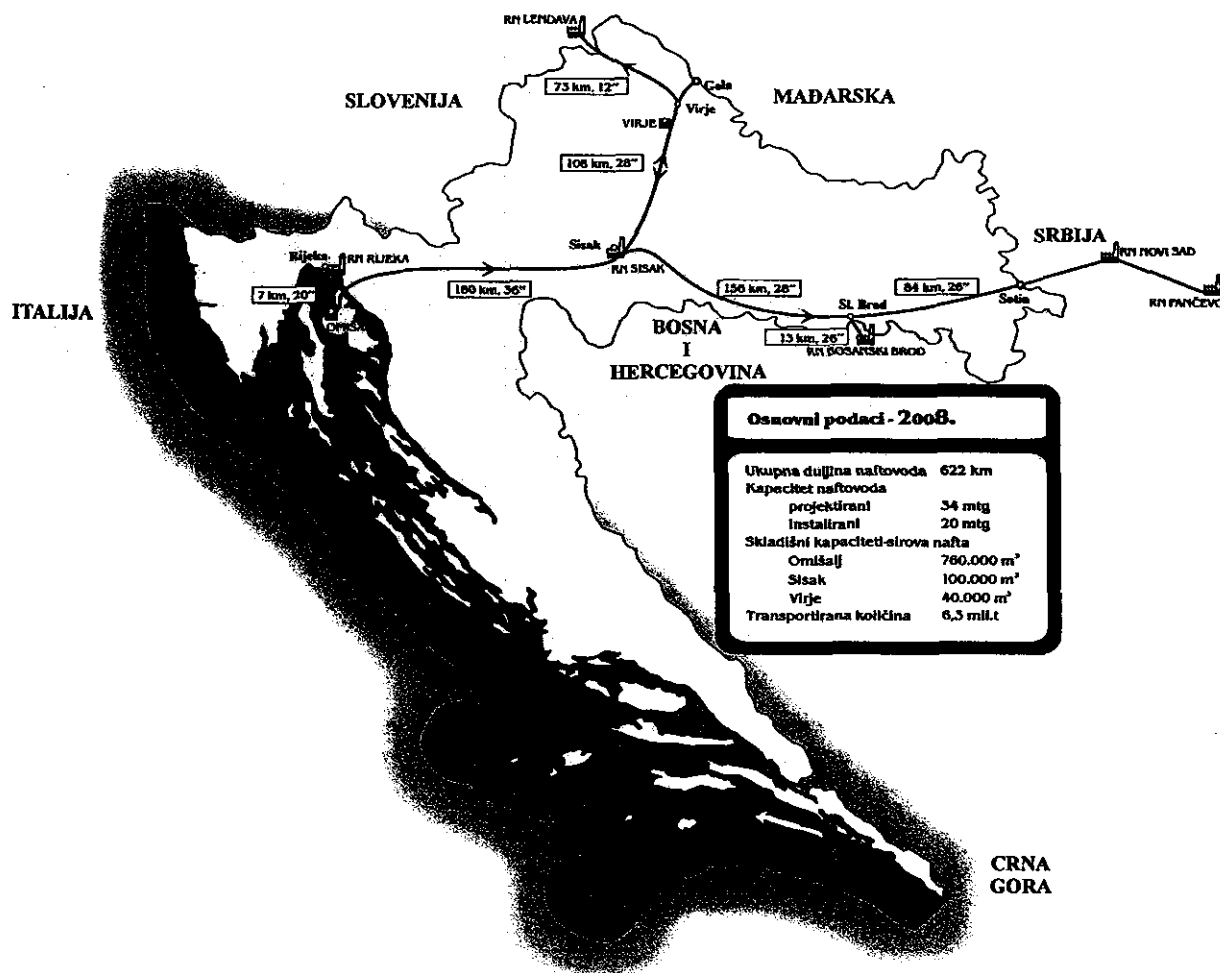 RN LENDAVA
73 km, 12"
Gola
SLOVENIJA
MAĐARSKA
Virje
VIRJE
108 km, 28"
Sisak
RN SISAK
SRBIJA
RN NOVI SAD
Rijeka
RN RIJEKA
7 km, 20"
180 km, 36"
156 km, 28"
84 km, 26"
Sotin
RN PANČEVO
ITALIJA
Sl. Brod
BOSNA
I
HERCEGOVINA
13 km, 26"
RN BOSANSKI BROD
Osnovni podaci - 2008.
Ukupna duljina naftovoda 622 km
Kapacitet naftovoda
projektirani 34 mtg
instalirani 20 mtg
Skladišni kapaciteti-sirova nafta
Omišalj 760.000 m³
Sisak 100.000 m³
Virje 40.000 m³
Transportirana količina 6,3 mil.t
CRNA
GORA